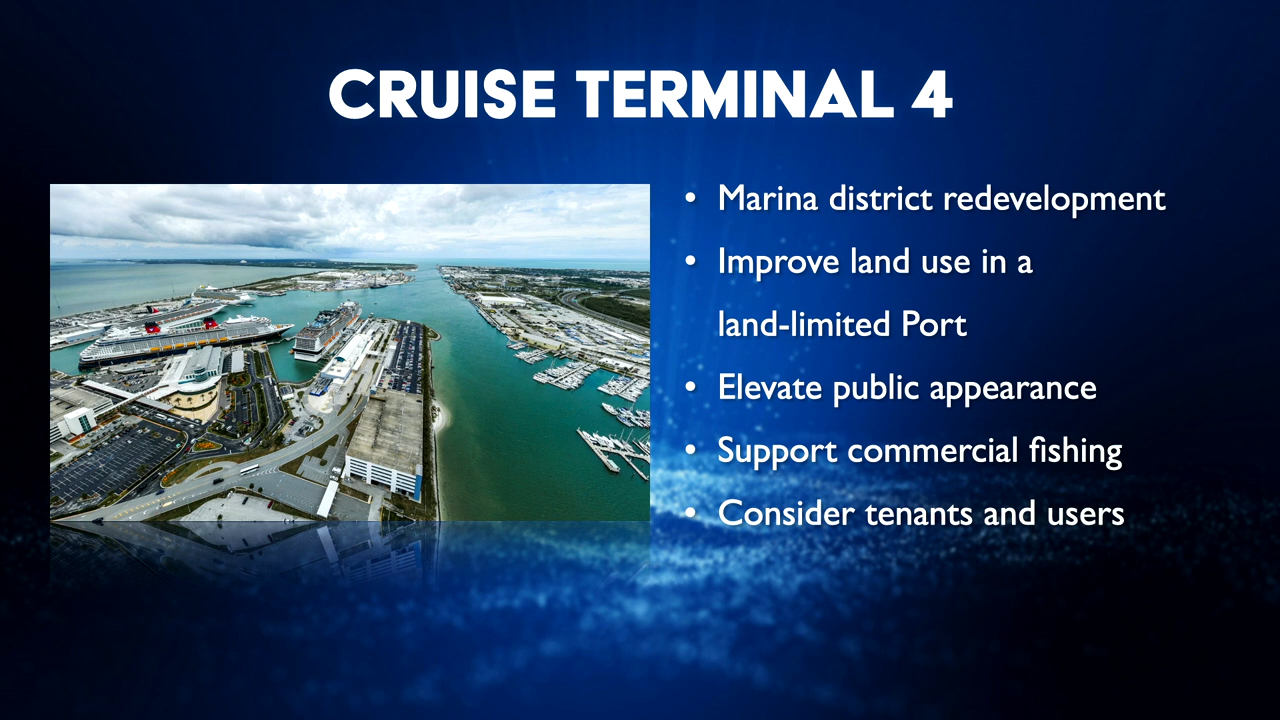 CRUISE TERMINAL 4
• Marina district redevelopment
• Improve land use in a
land-limited Port
• Elevate public appearance
• Support commercial fishing
• Consider tenants and users